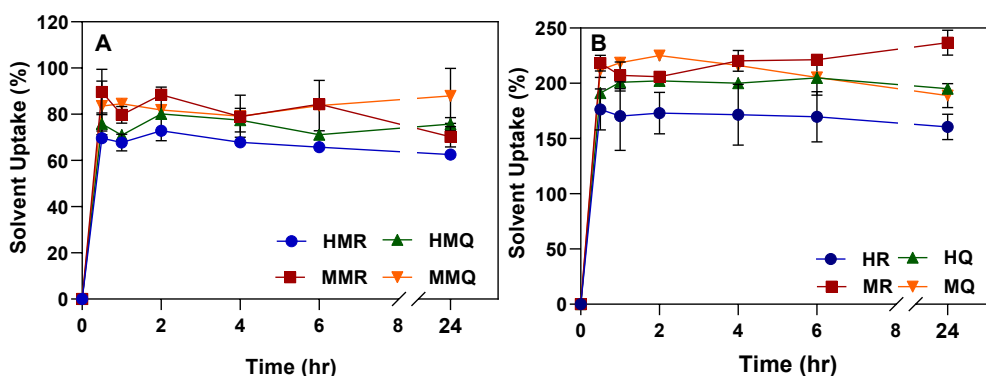 A
Solvent Uptake (%)
120
100
80
60
40
20
0
HMR HMQ
MMR MMQ
0 2 4 6 8 24
Time (hr)
B
Solvent Uptake (%)
250
200
150
100
50
0
HR HQ
MR MQ
0 2 4 6 8 24
Time (hr)